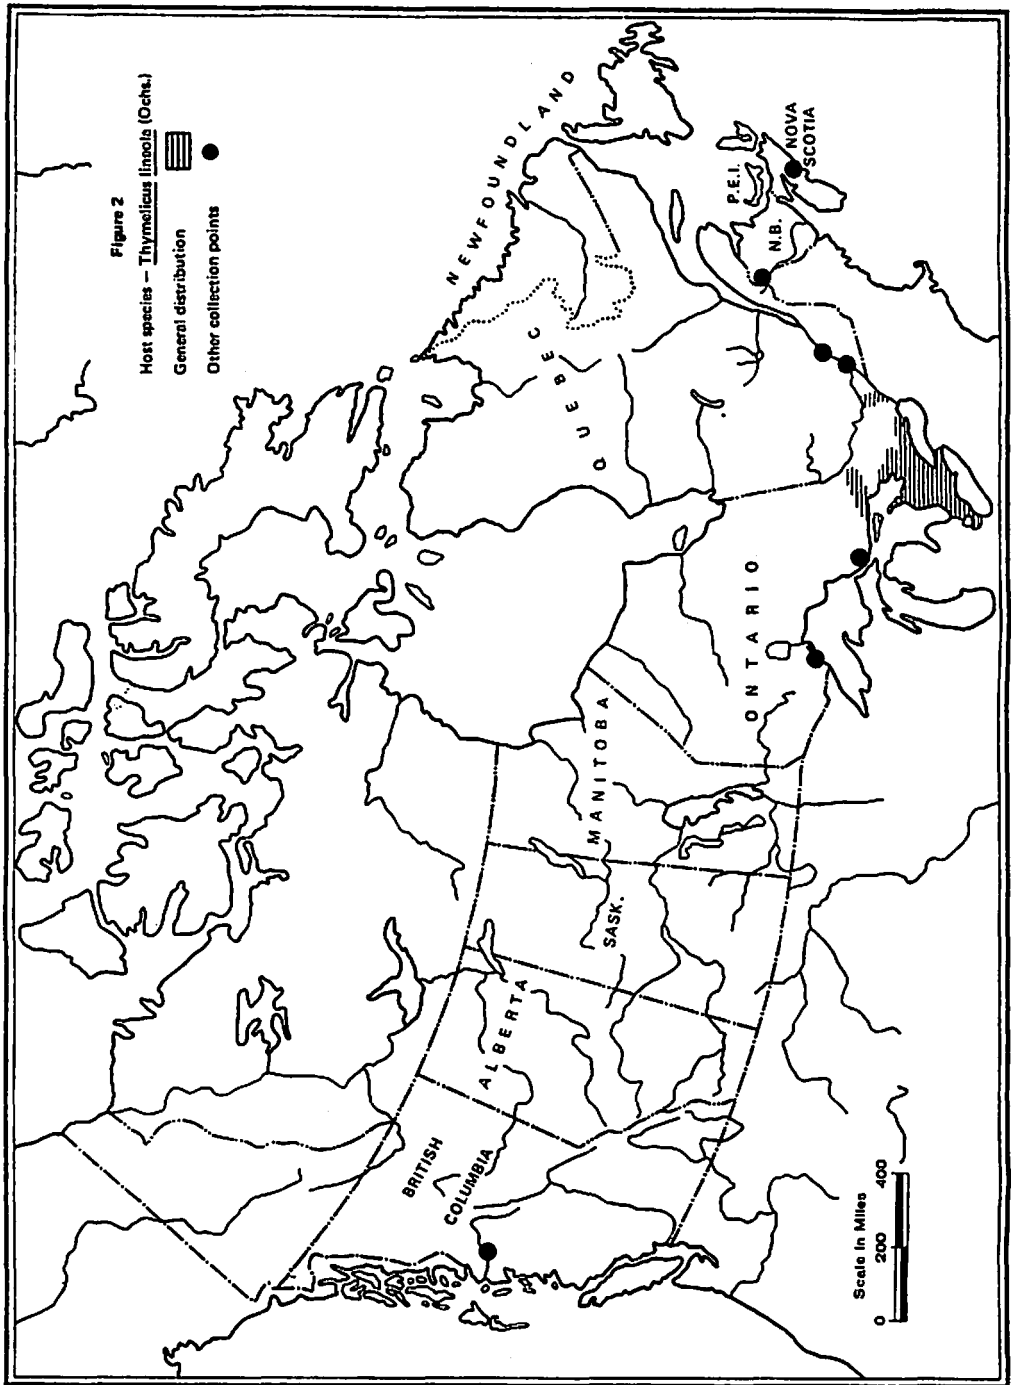 Figure 2
Host species – Thymelicus lineola (Ochs.)
General distribution
Other collection points
NEWFOUNDLAND
QUEBEC
P.E.I.
NOVA
SCOTIA
N.B.
ONTARIO
MANITOBA
SASK.
ALBERTA
BRITISH
COLUMBIA
Scale in Miles
0 200 400